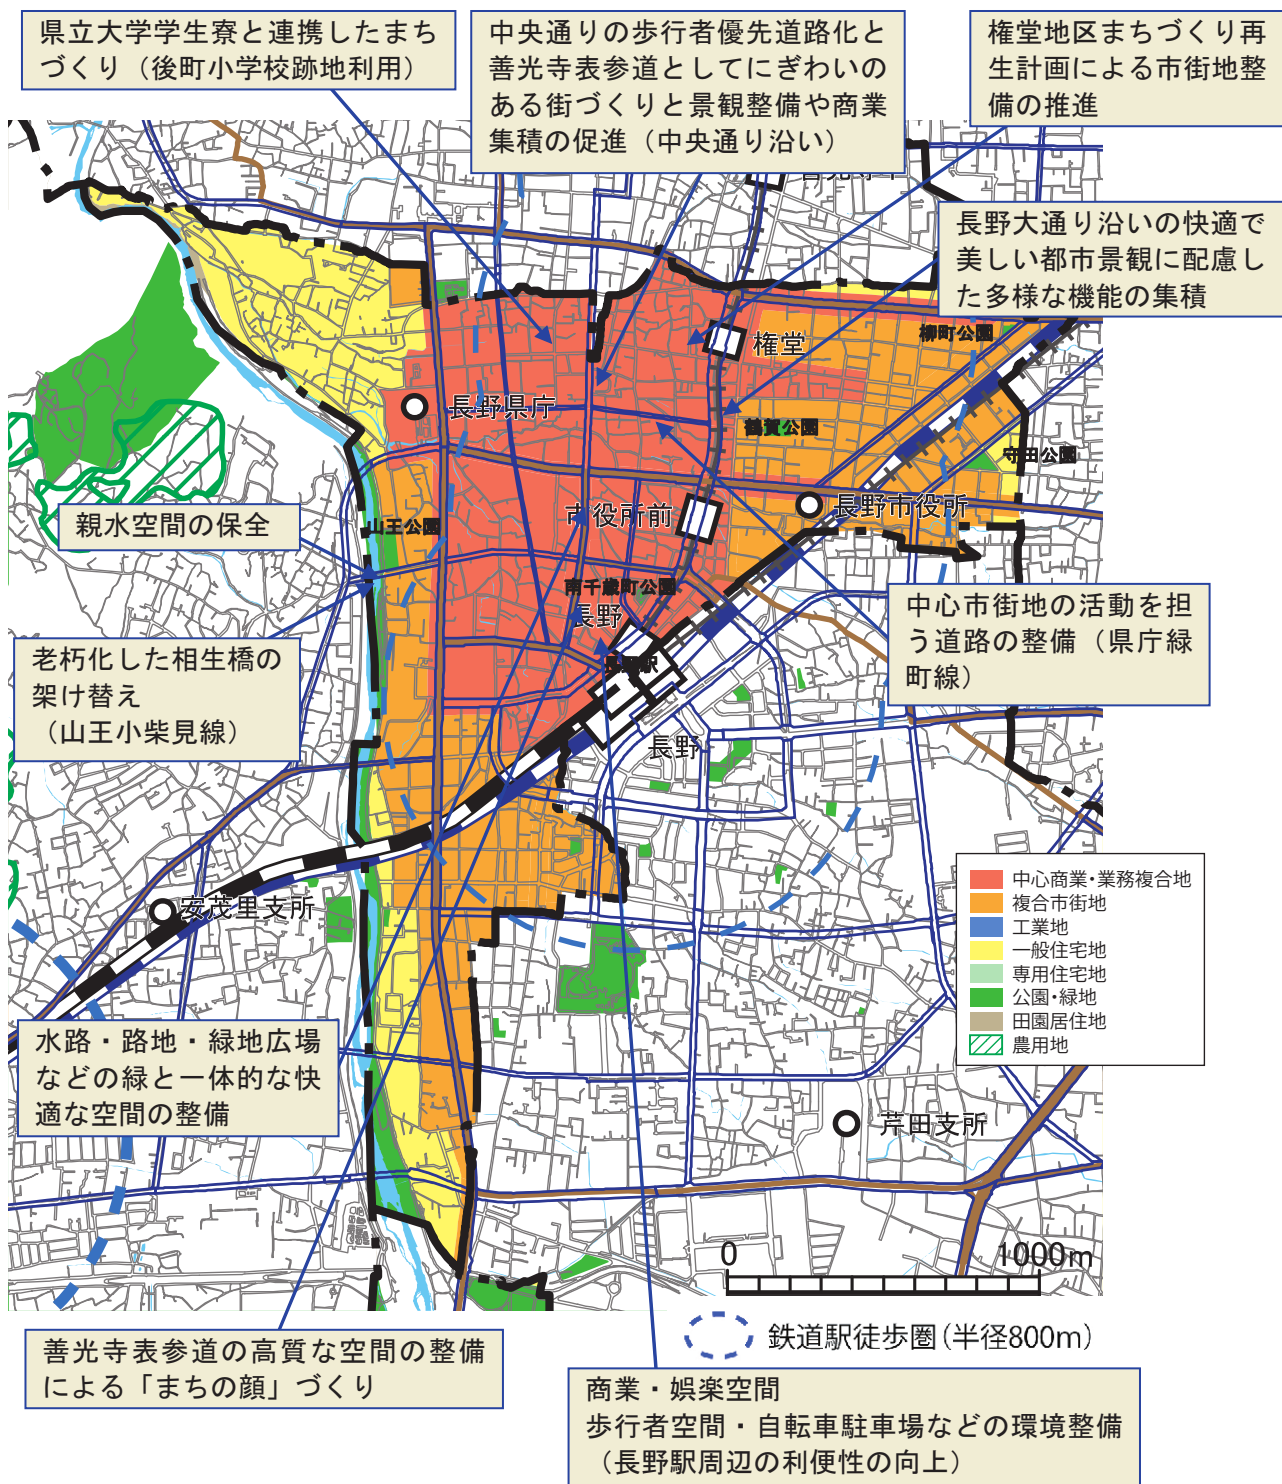 県立大学学生寮と連携したまち
づくり（後町小学校跡地利用）
中央通りの歩行者優先道路化と
善光寺表参道としてにぎわいの
ある街づくりと景観整備や商業
集積の促進（中央通り沿い）
権堂地区まちづくり再
生計画による市街地整
備の推進
長野大通り沿いの快適で
美しい都市景観に配慮し
た多様な機能の集積
柳町公園
権堂
長野県庁
鶴賀公園
守田公園
親水空間の保全
山王公園
市役所前
長野市役所
南千歳町公園
長野
長野駅
中心市街地の活動を担
う道路の整備（県庁緑
町線）
老朽化した相生橋の
架け替え
（山王小柴見線）
長野
安茂里支所
中心商業・業務複合地
複合市街地
工業地
一般住宅地
専用住宅地
公園・緑地
田園居住地
農用地
水路・路地・緑地広場
などの緑と一体的な快
適な空間の整備
芹田支所
0 1000m
鉄道駅徒歩圏（半径800m）
善光寺表参道の高質な空間の整備
による「まちの顔」づくり
商業・娯楽空間
歩行者空間・自転車駐車場などの環境整備
（長野駅周辺の利便性の向上）